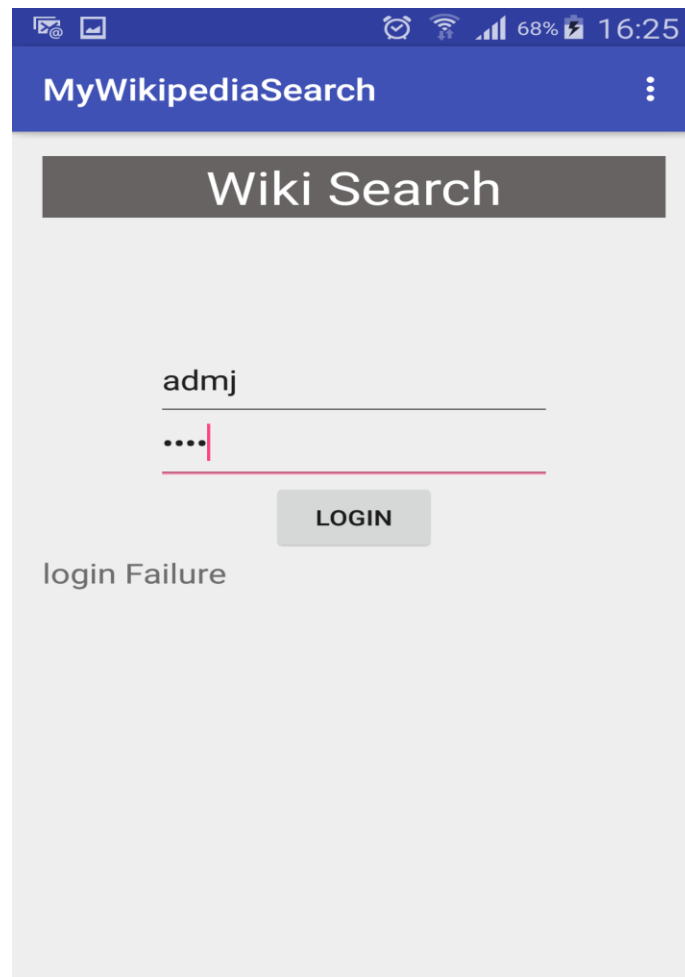 68% 16:25
MyWikipediaSearch
Wiki Search
admj
••••
LOGIN
login Failure